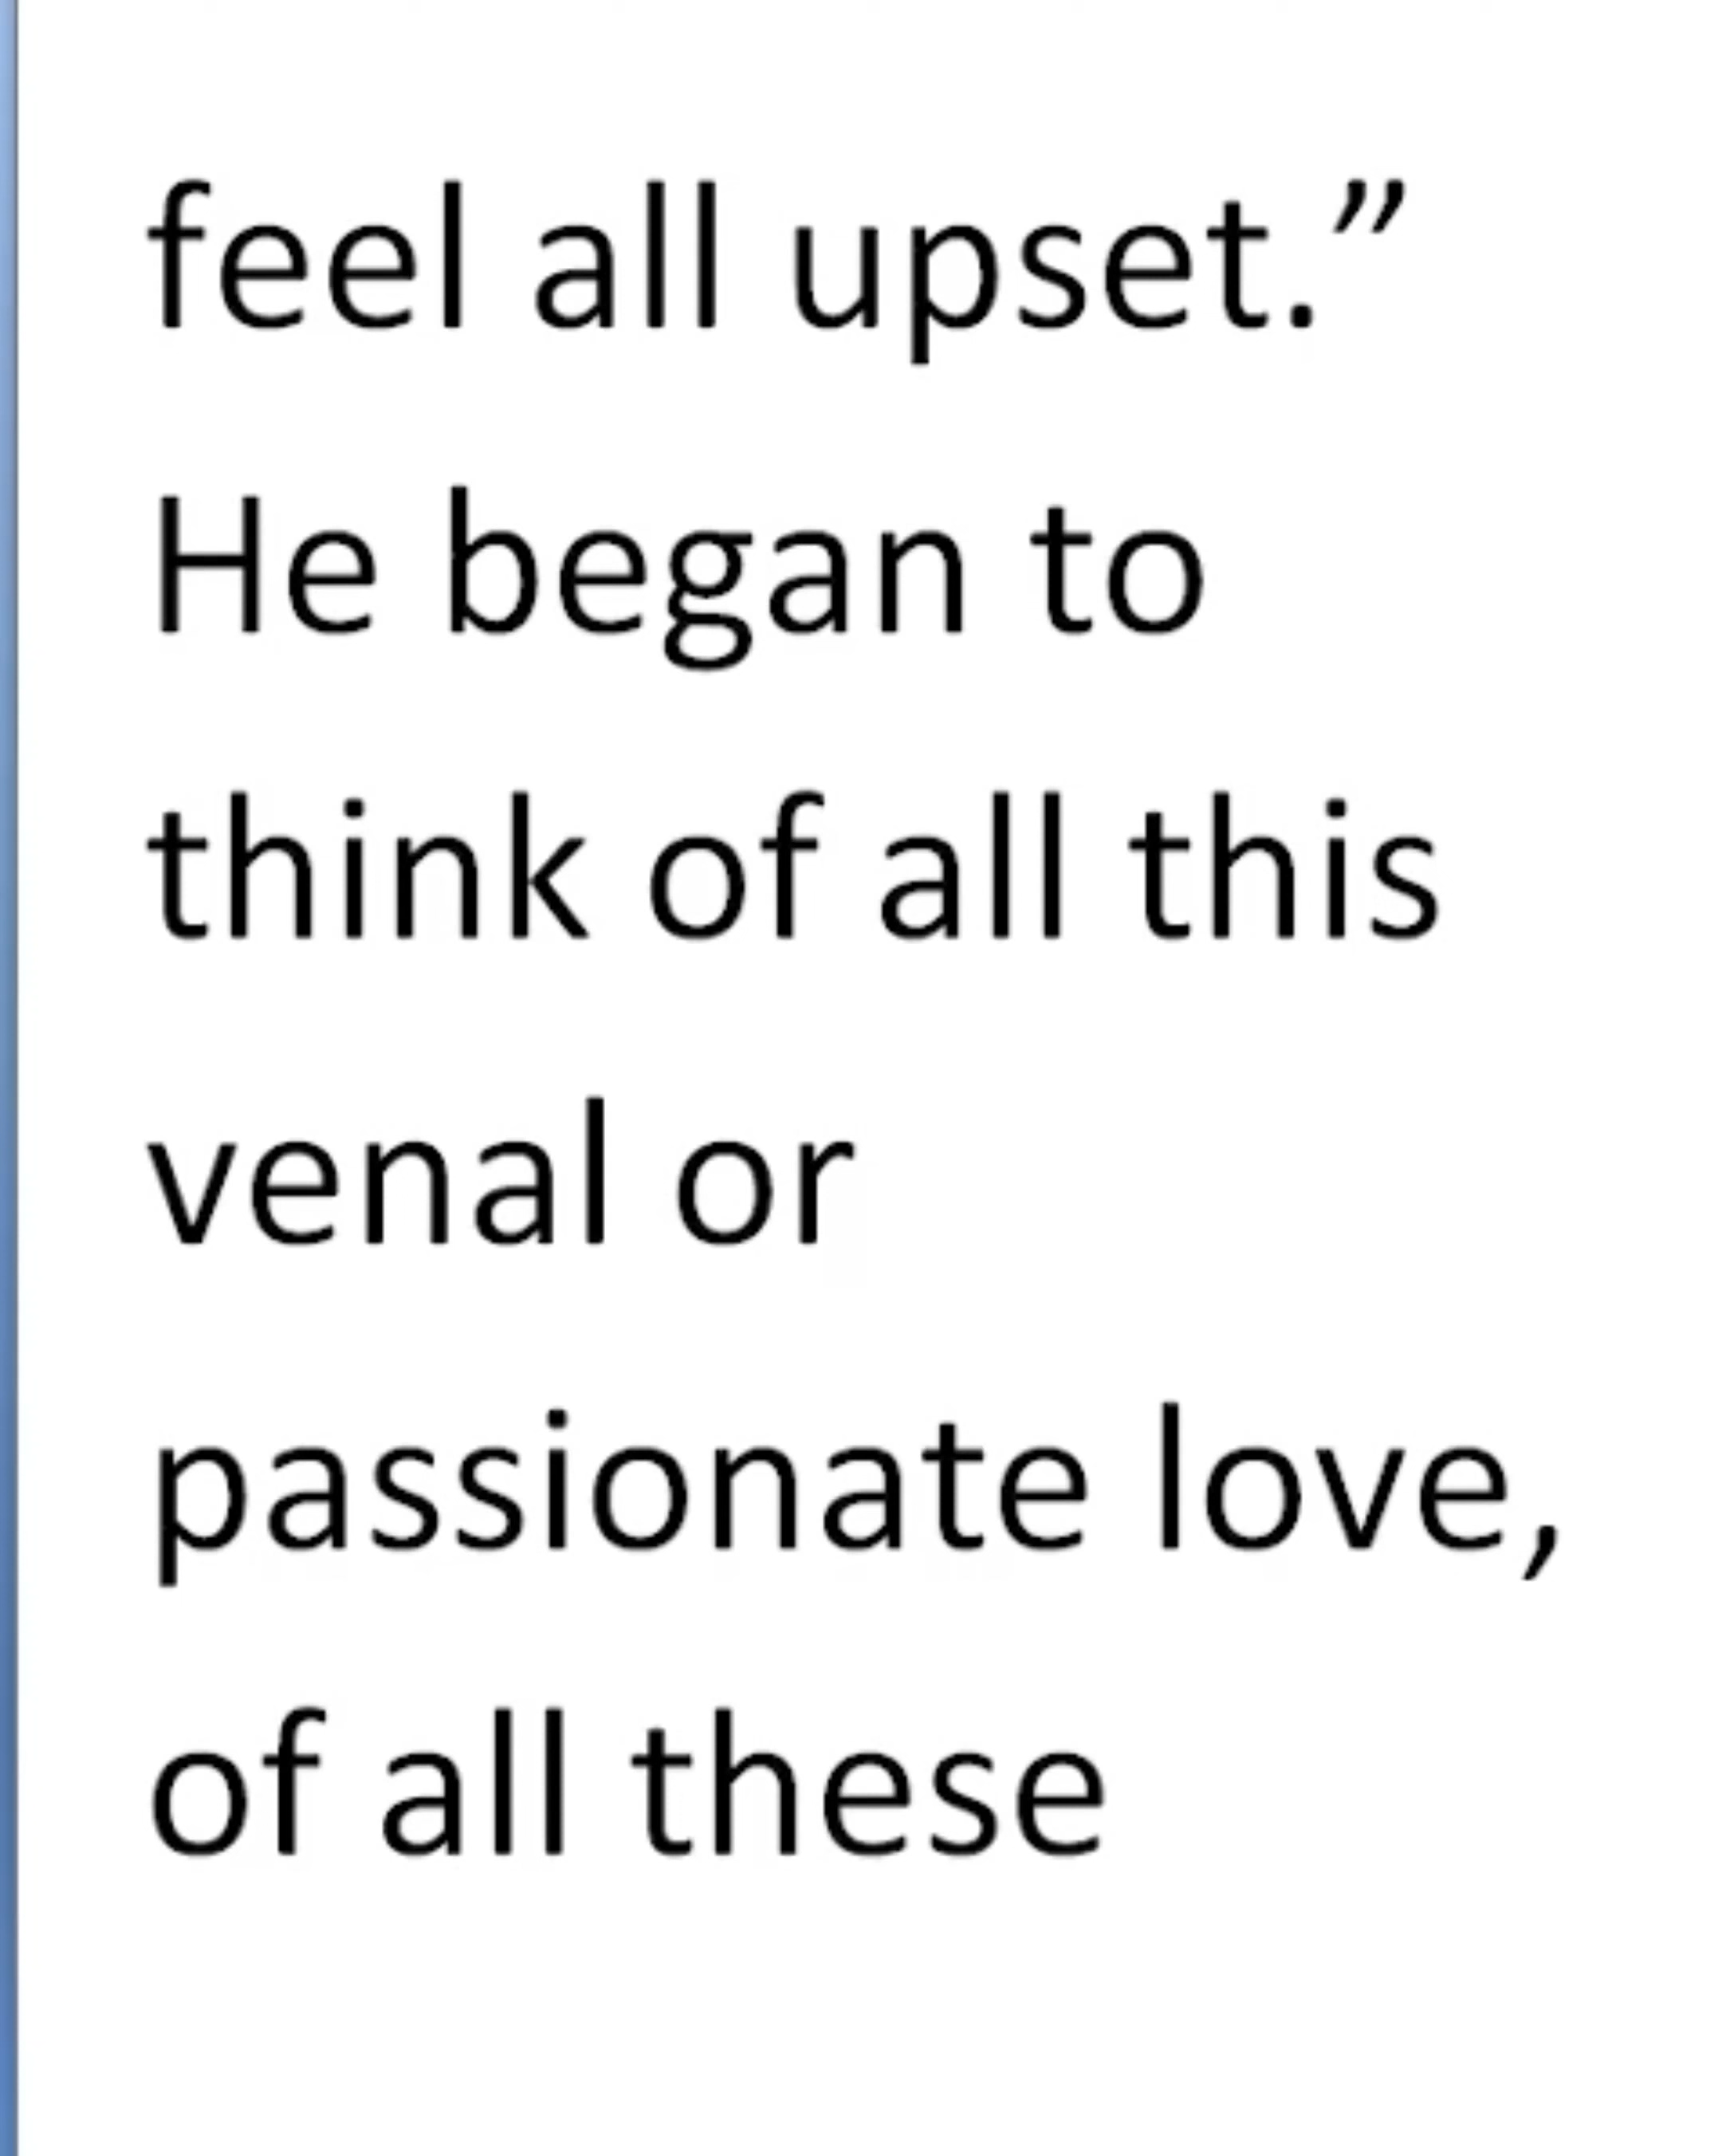 feel all upset.”
He began to
think of all this
venal or
passionate love,
of all these